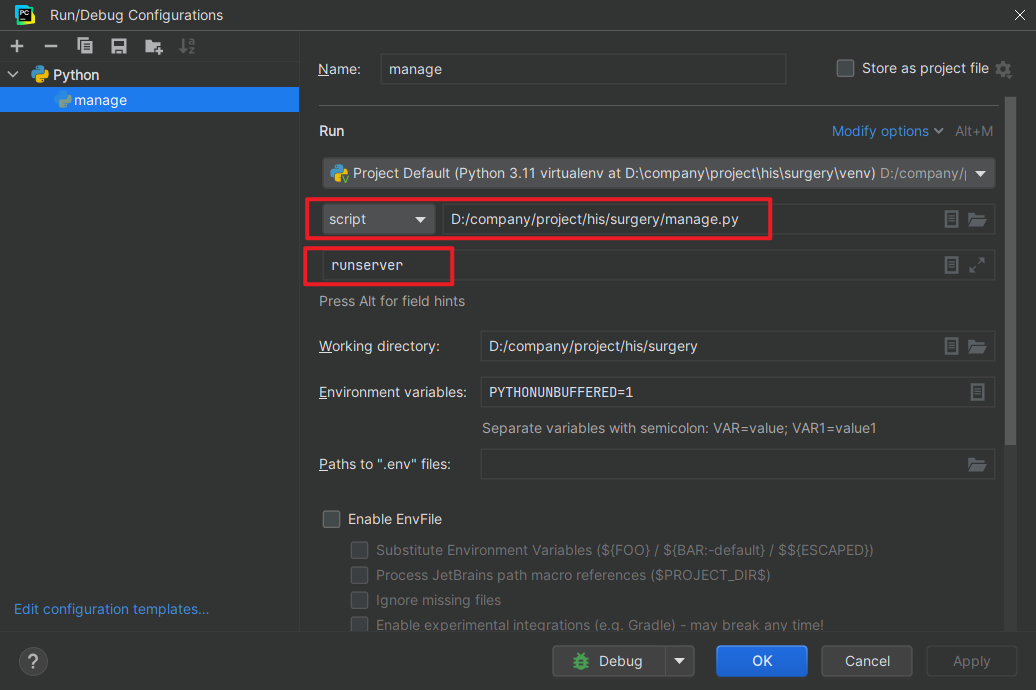 Run/Debug Configurations
Python
manage
Name: manage Store as project file
Run Modify options Alt+M
Project Default (Python 3.11 virtualenv at D:\company\project\his\surgery\venv) D:/company/
script D:/company/project/his/surgery/manage.py
runserver
Press Alt for field hints
Working directory: D:/company/project/his/surgery
Environment variables: PYTHONUNBUFFERED=1
Separate variables with semicolon: VAR=value; VAR1=value1
Paths to ".env" files:
Enable EnvFile
Substitute Environment Variables (${FOO} / ${BAR:-default} / $${ESCAPED})
Process JetBrains path macro references ($PROJECT_DIR$)
Ignore missing files
Enable experimental integrations (e.g. Gradle) - may break any time!
Edit configuration templates...
? Debug OK Cancel Apply